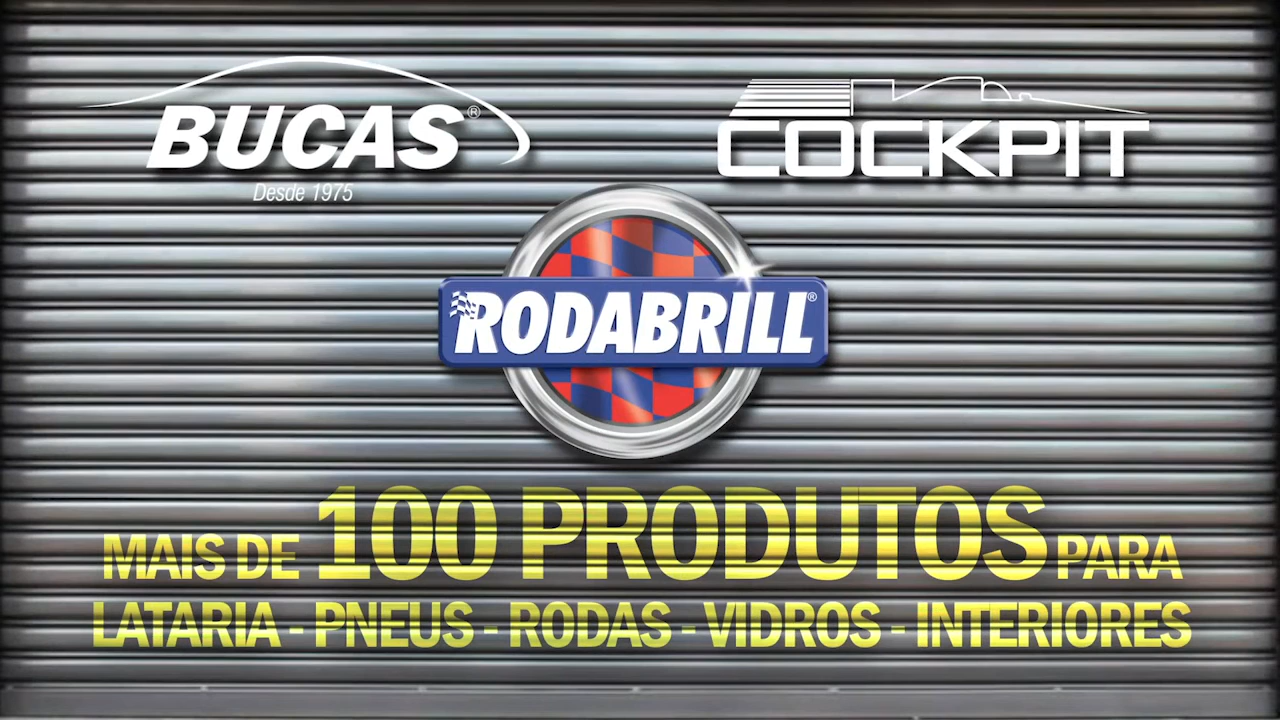 BUCAS®
Desde 1975
COCKPIT
RODABRILL®
MAIS DE 100 PRODUTOS PARA
LATARIA - PNEUS - RODAS - VIDROS - INTERIORES